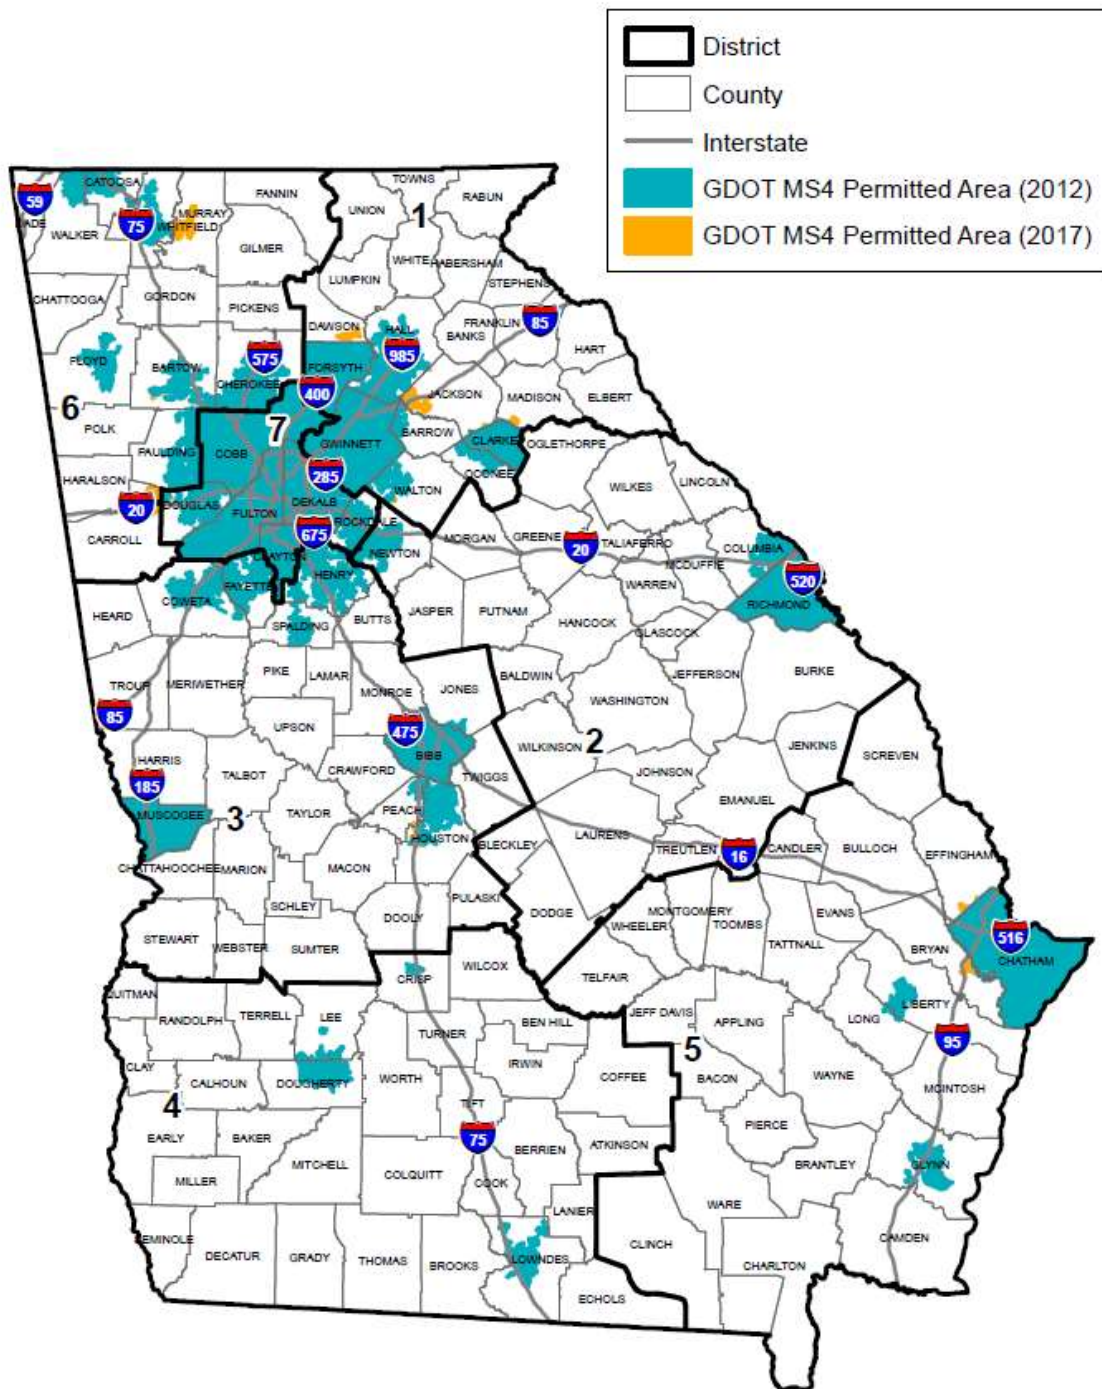 District
County
Interstate
GDOT MS4 Permitted Area (2012)
GDOT MS4 Permitted Area (2017)
CATOOSA
FANNIN
TOWNS
RABUN
59
UNION
1
MURRAY
75
WHITFIELD
WALKER
GILMER
WHITE
HABERSHAM
LUMPKIN
STEPHENS
CHATTOOGA
GORDON
PICKENS
DAWSON
HALL
FRANKLIN
85
BANKS
HART
FLOYD
BARTOW
575
985
FORSYTH
CHEROKEE
400
JACKSON
MADISON
ELBERT
6
POLK
7
COBB
GWINNETT
BARROW
CLARKE
OGLETHORPE
PAULDING
OCONEE
HARALSON
285
WALTON
WILKES
LINCOLN
20
DOUGLAS
FULTON
DEKALB
ROCKDALE
CARROLL
675
MORGAN
GREENE
20
TALIAFERRO
COLUMBIA
CLAYTON
NEWTON
MCDUFFIE
520
HENRY
FAYETTE
WARREN
COWETA
RICHMOND
HEARD
SPALDING
BUTTS
JASPER
PUTNAM
HANCOCK
GLASCOCK
PIKE
LAMAR
BALDWIN
JEFFERSON
BURKE
TROUP
MERIWETHER
MONROE
JONES
WASHINGTON
85
UPSON
475
2
WILKINSON
JENKINS
SCREVEN
HARRIS
BIBB
CRAWFORD
TALBOT
TWIGGS
JOHNSON
185
EMANUEL
MUSCOGEE
3
TAYLOR
PEACH
HOUSTON
LAURENS
TREUTLEN
16
CANDLER
BULLOCH
EFFINGHAM
BLECKLEY
CHATTAHOOCHEE
MARION
MACON
SCHLEY
DOOLY
PULASKI
DODGE
MONTGOMERY
WHEELER
TOOMBS
EVANS
516
STEWART
WEBSTER
SUMTER
TATTNALL
BRYAN
CHATHAM
CRISP
WILCOX
TELFAIR
QUITMAN
RANDOLPH
TERRELL
LEE
LIBERTY
JEFF DAVIS
APPLING
LONG
TURNER
BEN HILL
95
5
CLAY
IRWIN
CALHOUN
DOUGHERTY
WORTH
COFFEE
BACON
WAYNE
MCINTOSH
4
TIFT
EARLY
BAKER
75
PIERCE
ATKINSON
BERRIEN
MITCHELL
COLQUITT
BRANTLEY
GLYNN
MILLER
COOK
LANIER
WARE
SEMINOLE
DECATUR
GRADY
THOMAS
BROOKS
LOWNDES
CLINCH
CAMDEN
CHARLTON
ECHOLS